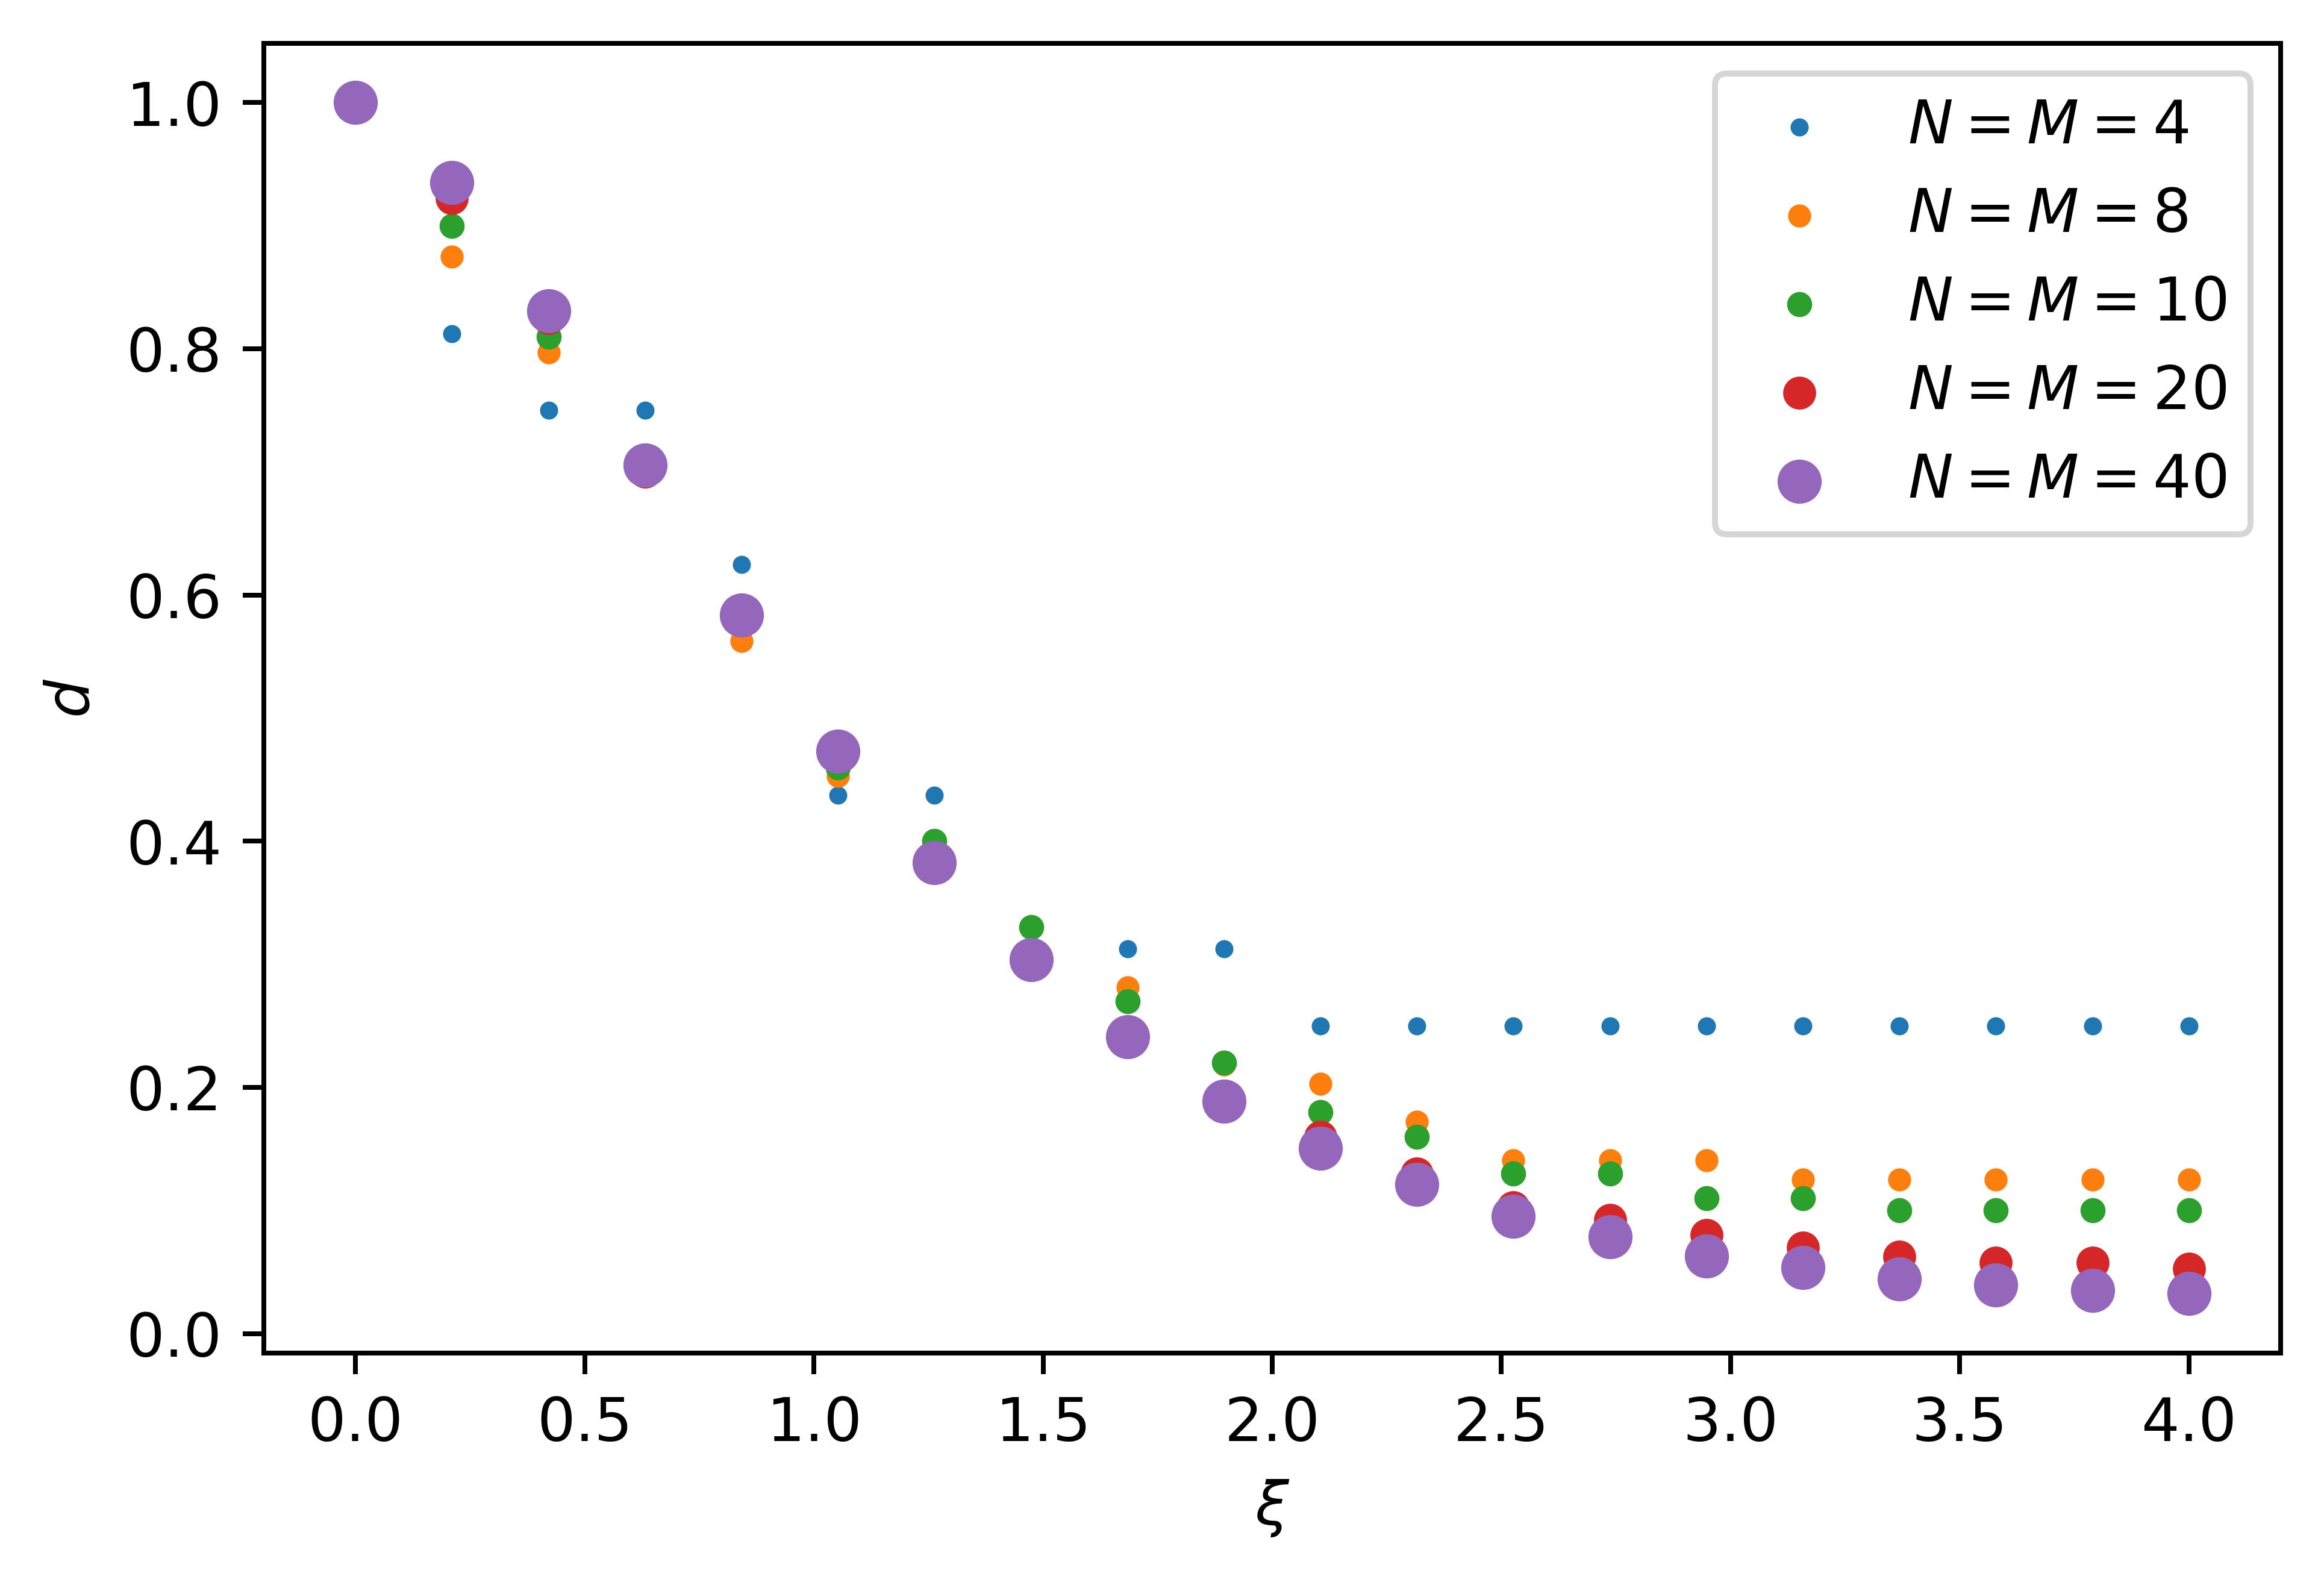 1.0
0.8
0.6
0.4
0.2
0.0
d
0.0 0.5 1.0 1.5 2.0 2.5 3.0 3.5 4.0
ξ
N = M = 4
N = M = 8
N = M = 10
N = M = 20
N = M = 40